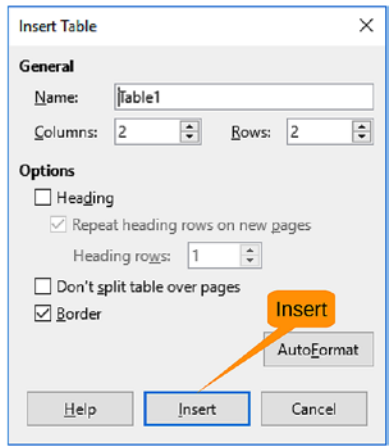 Insert Table
General
Name: Table1
Columns: 2 Rows: 2
Options
Heading
Repeat heading rows on new pages
Heading rows: 1
Don't split table over pages
Border
Insert
AutoFormat
Help Insert Cancel